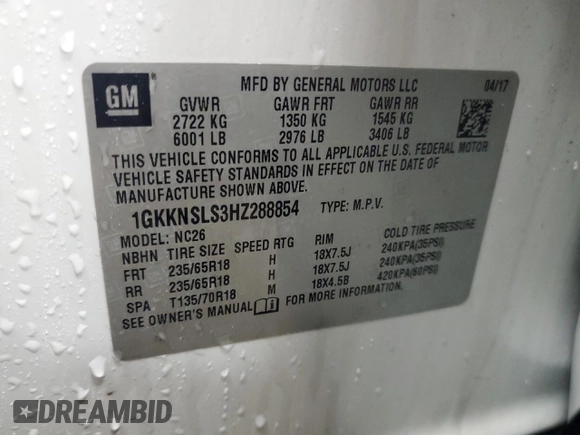 GM
MFD BY GENERAL MOTORS LLC 04/17
GVWR GAWR FRT GAWR RR
2722 KG 1350 KG 1545 KG
6001 LB 2976 LB 3406 LB
THIS VEHICLE CONFORMS TO ALL APPLICABLE U.S. FEDERAL MOTOR
VEHICLE SAFETY STANDARDS IN EFFECT ON THE DATE OF
MANUFACTURE SHOWN ABOVE.
1GKKNSLS3HZ288854 TYPE: M.P.V.
MODEL: NC26
NBHN TIRE SIZE SPEED RTG RIM COLD TIRE PRESSURE
FRT 235/65R18 H 18X7.5J 240KPA(35PSI)
RR 235/65R18 H 18X7.5J 240KPA(35PSI)
SPA T135/70R18 M 18X4.5B 420KPA(60PSI)
SEE OWNER'S MANUAL FOR MORE INFORMATION.
DREAMBID